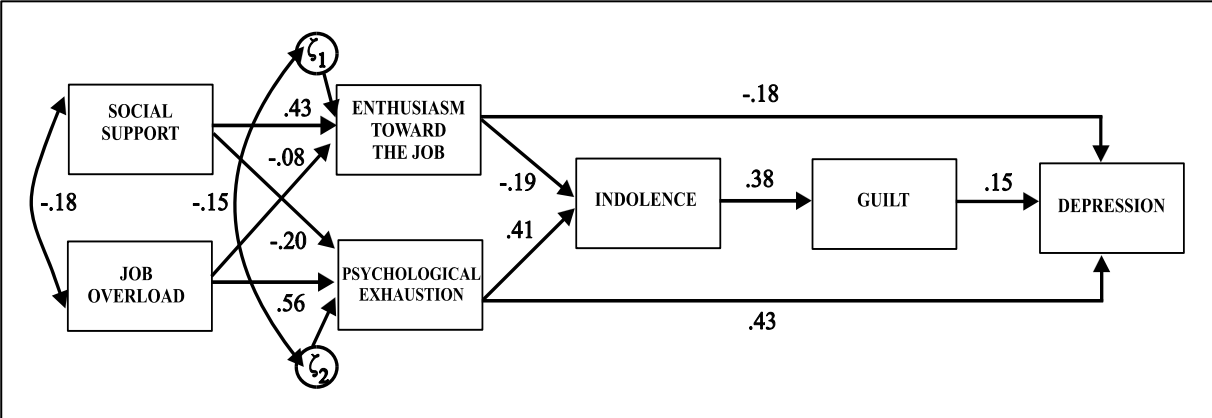 ζ1
SOCIAL
SUPPORT
.43
ENTHUSIASM
TOWARD
THE JOB
-.18
-.08
-.19
-.18
-.15
INDOLENCE
.38
GUILT
.15
DEPRESSION
-.20
.41
JOB
OVERLOAD
PSYCHOLOGICAL
EXHAUSTION
.56
.43
ζ2